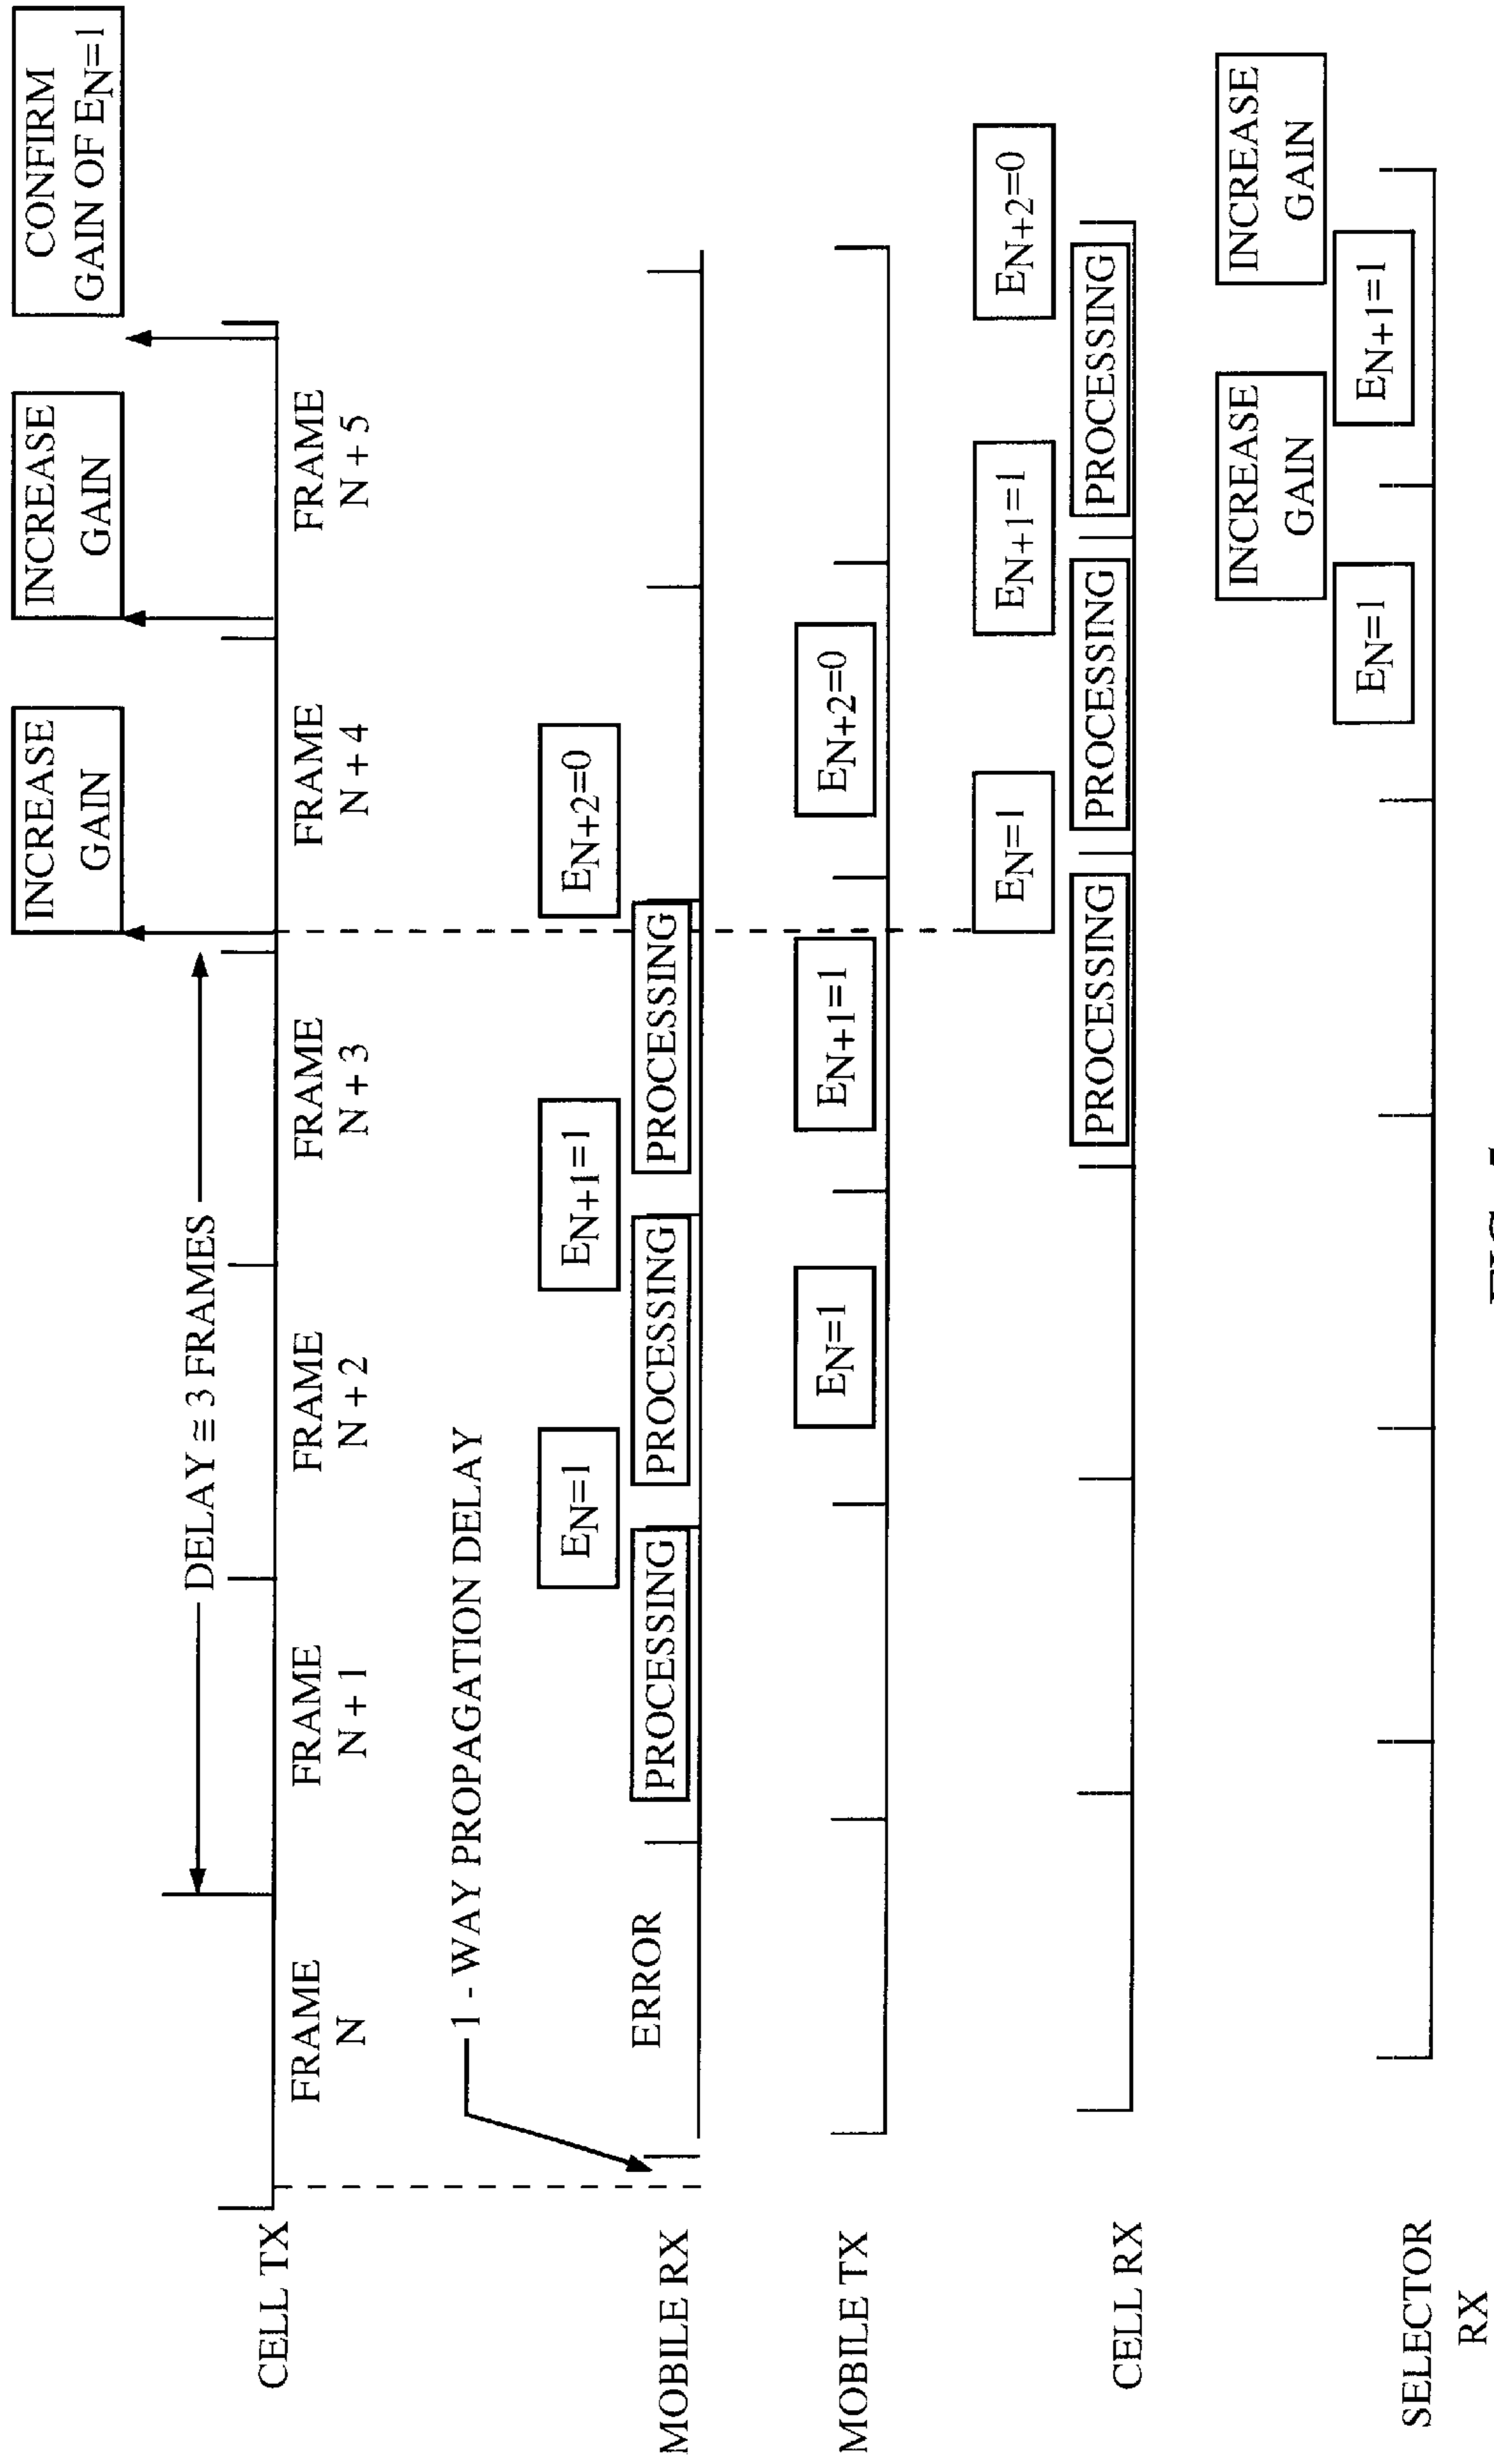 INCREASE
GAIN
INCREASE
GAIN
CONFIRM
GAIN OF EN=1
DELAY ≅ 3 FRAMES
CELL TX
FRAME
N
FRAME
N + 1
FRAME
N + 2
FRAME
N + 3
FRAME
N + 4
FRAME
N + 5
1 - WAY PROPAGATION DELAY
EN=1
EN+1=1
EN+2=0
MOBILE RX
ERROR
PROCESSING
PROCESSING
PROCESSING
MOBILE TX
EN=1
EN+1=1
EN+2=0
EN=1
EN+1=1
EN+2=0
CELL RX
PROCESSING
PROCESSING
PROCESSING
INCREASE
GAIN
INCREASE
GAIN
EN=1
EN+1=1
SELECTOR
RX